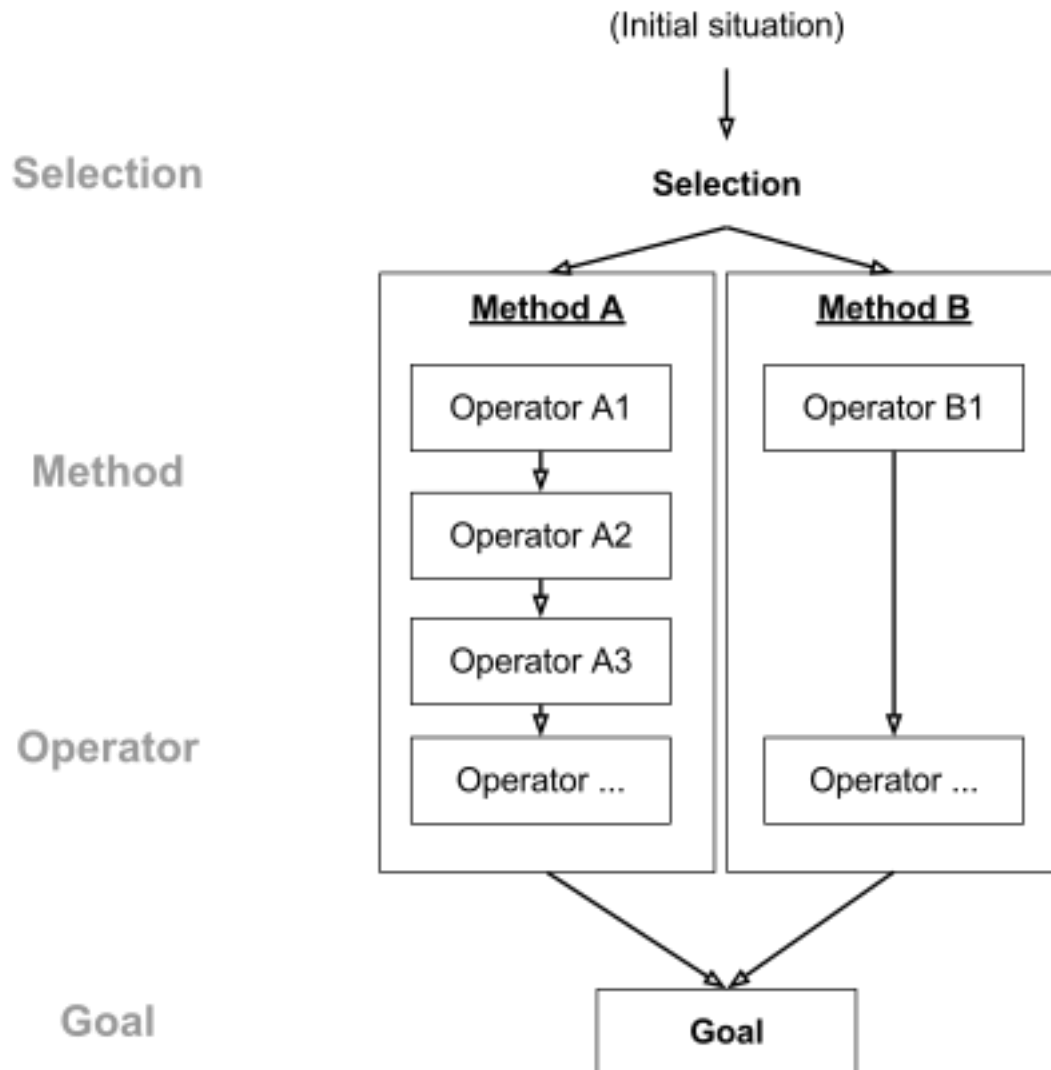 (Initial situation)
Selection
Selection
Method A
Method B
Operator A1
Operator B1
Method
Operator A2
Operator A3
Operator
Operator ...
Operator ...
Goal
Goal